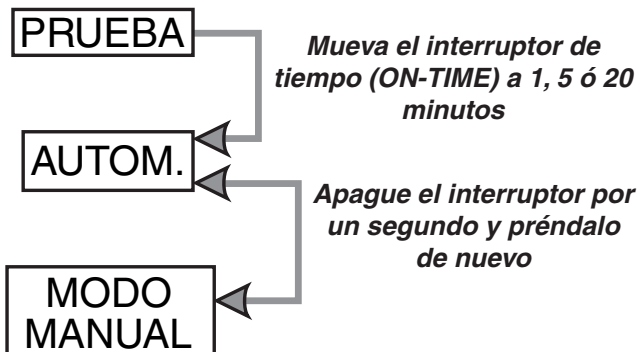 PRUEBA
Mueva el interruptor de
tiempo (ON-TIME) a 1, 5 ó 20
minutos
AUTOM.
Apague el interruptor por
un segundo y préndalo
de nuevo
MODO
MANUAL